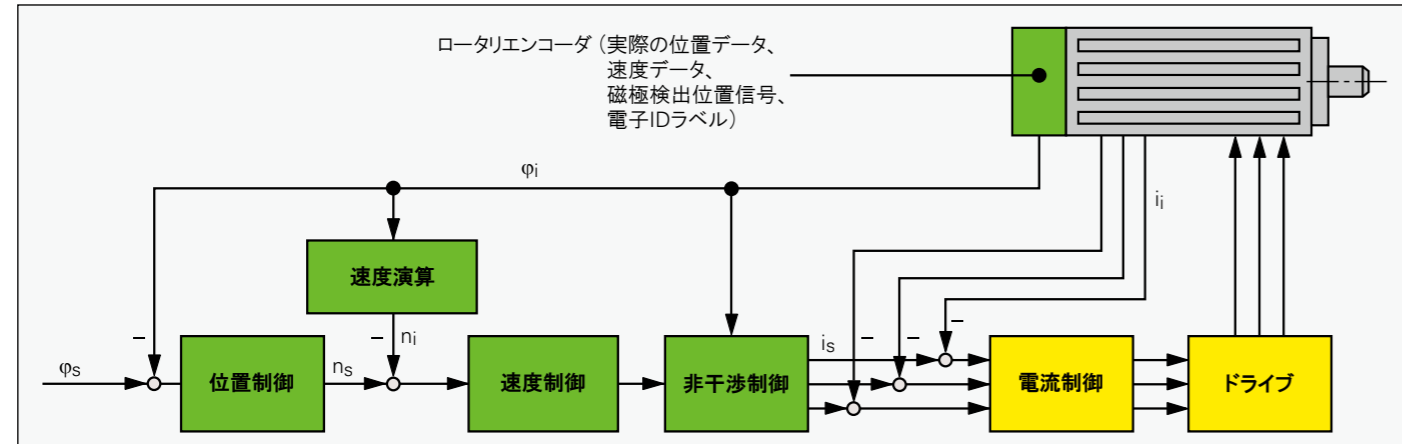 ロータリエンコーダ（実際の位置データ、
速度データ、
磁極検出位置信号、
電子IDラベル）
φi
ii
速度演算
−
− ni
is − − −
φs
位置制御
ns
速度制御
非干渉制御
電流制御
ドライブ